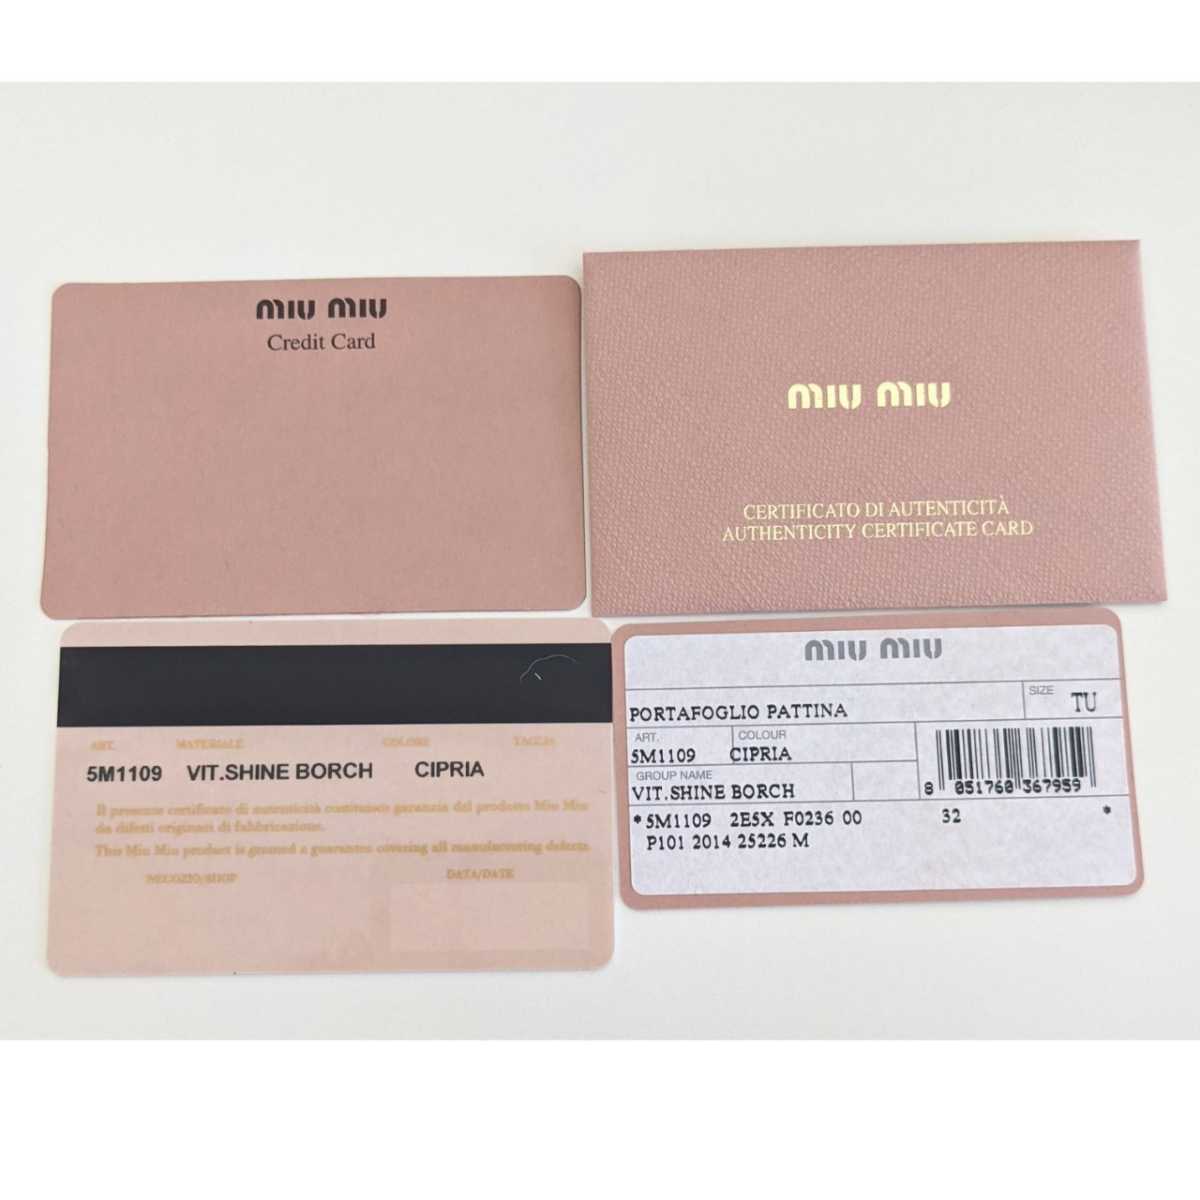 miu miu
Credit Card
miu miu
CERTIFICATO DI AUTENTICITÀ
AUTHENTICITY CERTIFICATE CARD
ART. MATERIALE COLORE TAGLIA
5M1109 VIT.SHINE BORCH CIPRIA
Il presente certificato di autenticità costituisce garanzia del prodotto Miu Miu
da difetti originari di fabbricazione.
This Miu Miu product is granted a guarantee covering all manufacturing defects.
NEGOZIO/SHOP DATA/DATE
miu miu
PORTAFOGLIO PATTINA
SIZE TU
ART. COLOUR
5M1109 CIPRIA
GROUP NAME
VIT.SHINE BORCH
8 051760 367959
*5M1109 2E5X F0236 00 32 *
P101 2014 25226 M